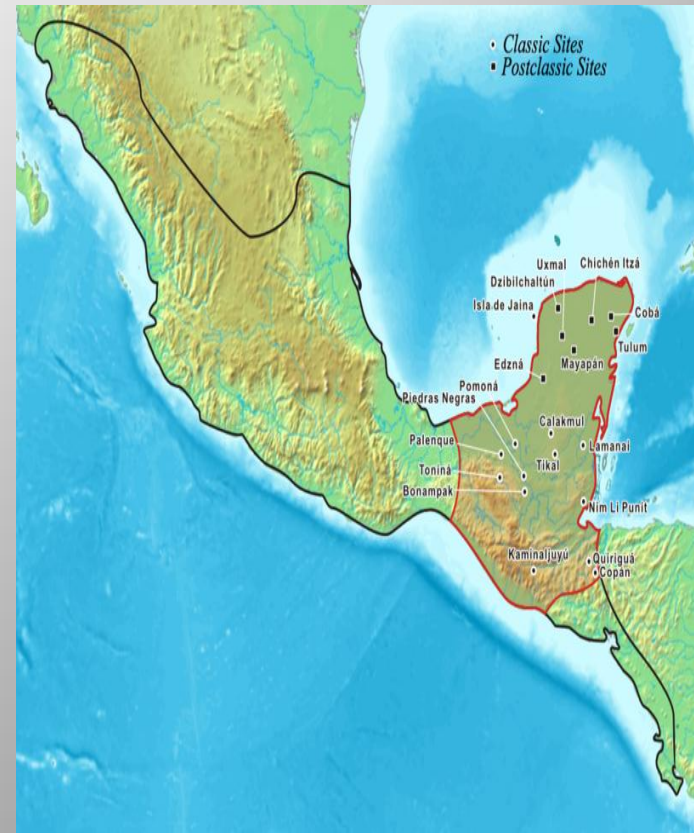 Classic Sites
Postclassic Sites
Uxmal
Chichén Itzá
Dzibilchaltún
Isla de Jaina
Cobá
Tulum
Mayapán
Edzná
Pomoná
Piedras Negras
Calakmul
Palenque
Lamanai
Tikal
Toniná
Bonampak
Nim Li Punit
Kaminaljuyú
Quiriguá
Copán